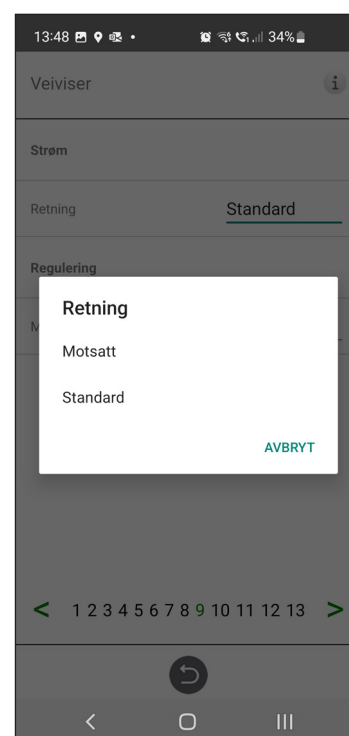 13:48 34%
Veiviser i
Strøm
Retning Standard
Regulering
M
Retning
Motsatt
Standard
AVBRYT
< 1 2 3 4 5 6 7 8 9 10 11 12 13 >